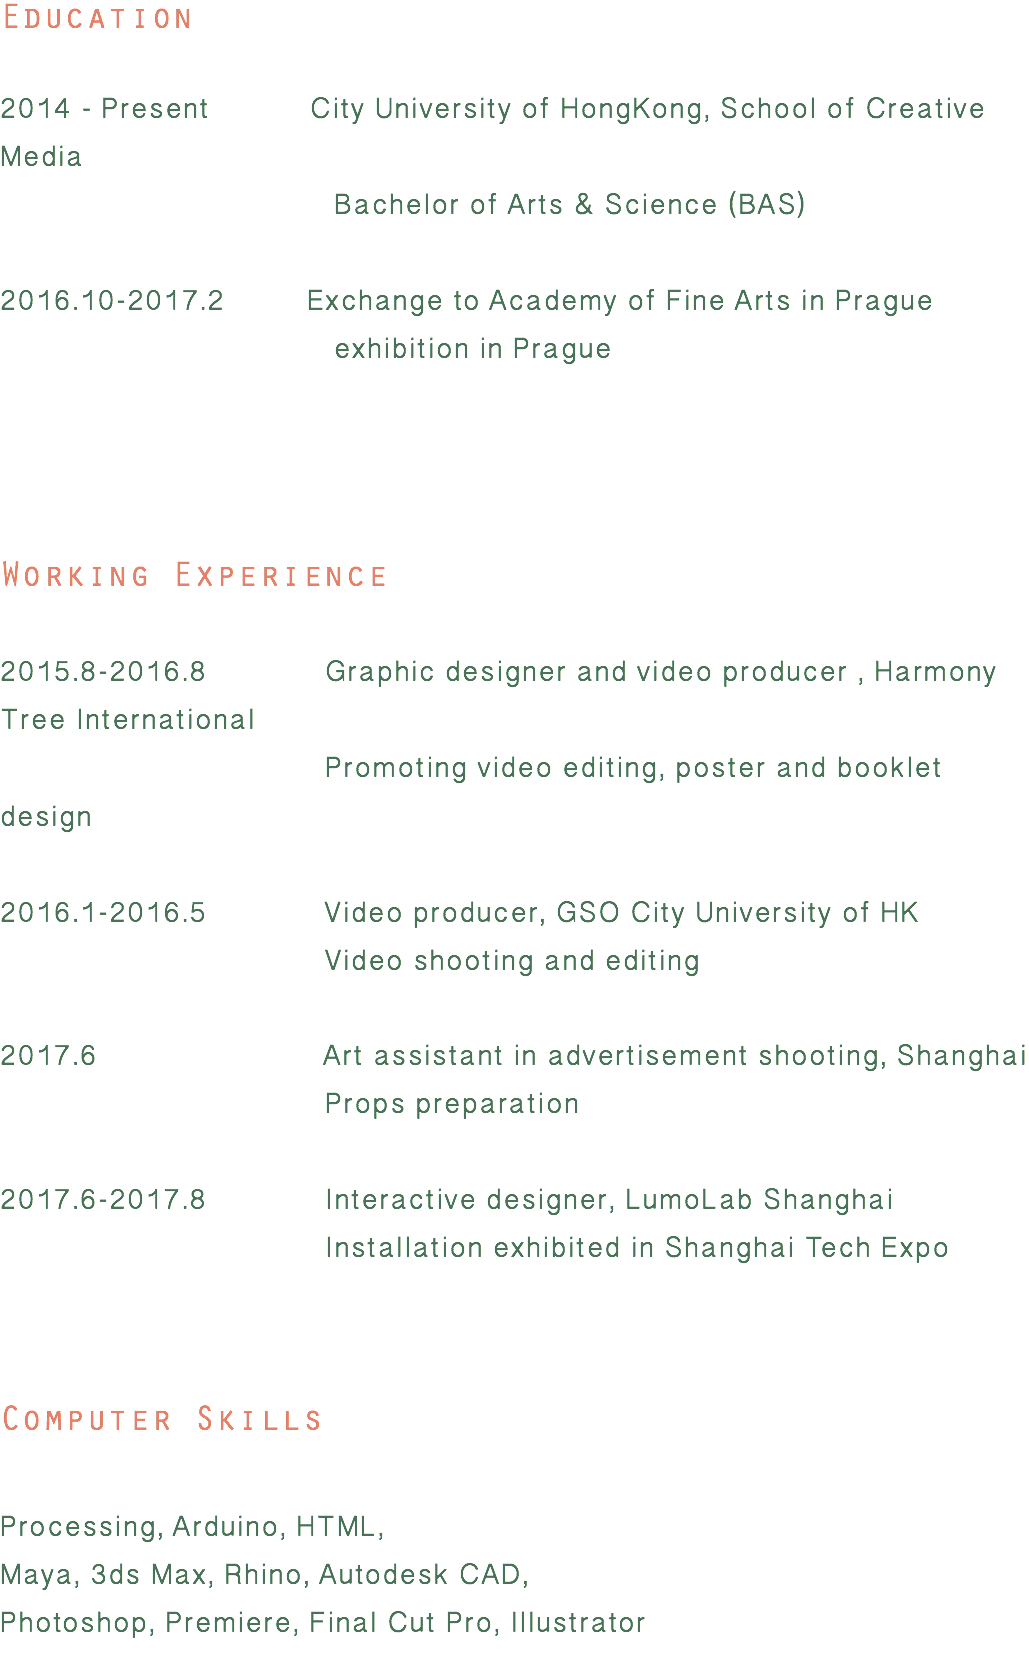 EDUCATION
2014 - Present City University of HongKong, School of Creative
Media
Bachelor of Arts & Science (BAS)
2016.10-2017.2 Exchange to Academy of Fine Arts in Prague
exhibition in Prague
WORKING EXPERIENCE
2015.8-2016.8 Graphic designer and video producer , Harmony
Tree International
Promoting video editing, poster and booklet
design
2016.1-2016.5 Video producer, GSO City University of HK
Video shooting and editing
2017.6 Art assistant in advertisement shooting, Shanghai
Props preparation
2017.6-2017.8 Interactive designer, LumoLab Shanghai
Installation exhibited in Shanghai Tech Expo
COMPUTER SKILLS
Processing, Arduino, HTML,
Maya, 3ds Max, Rhino, Autodesk CAD,
Photoshop, Premiere, Final Cut Pro, Illustrator